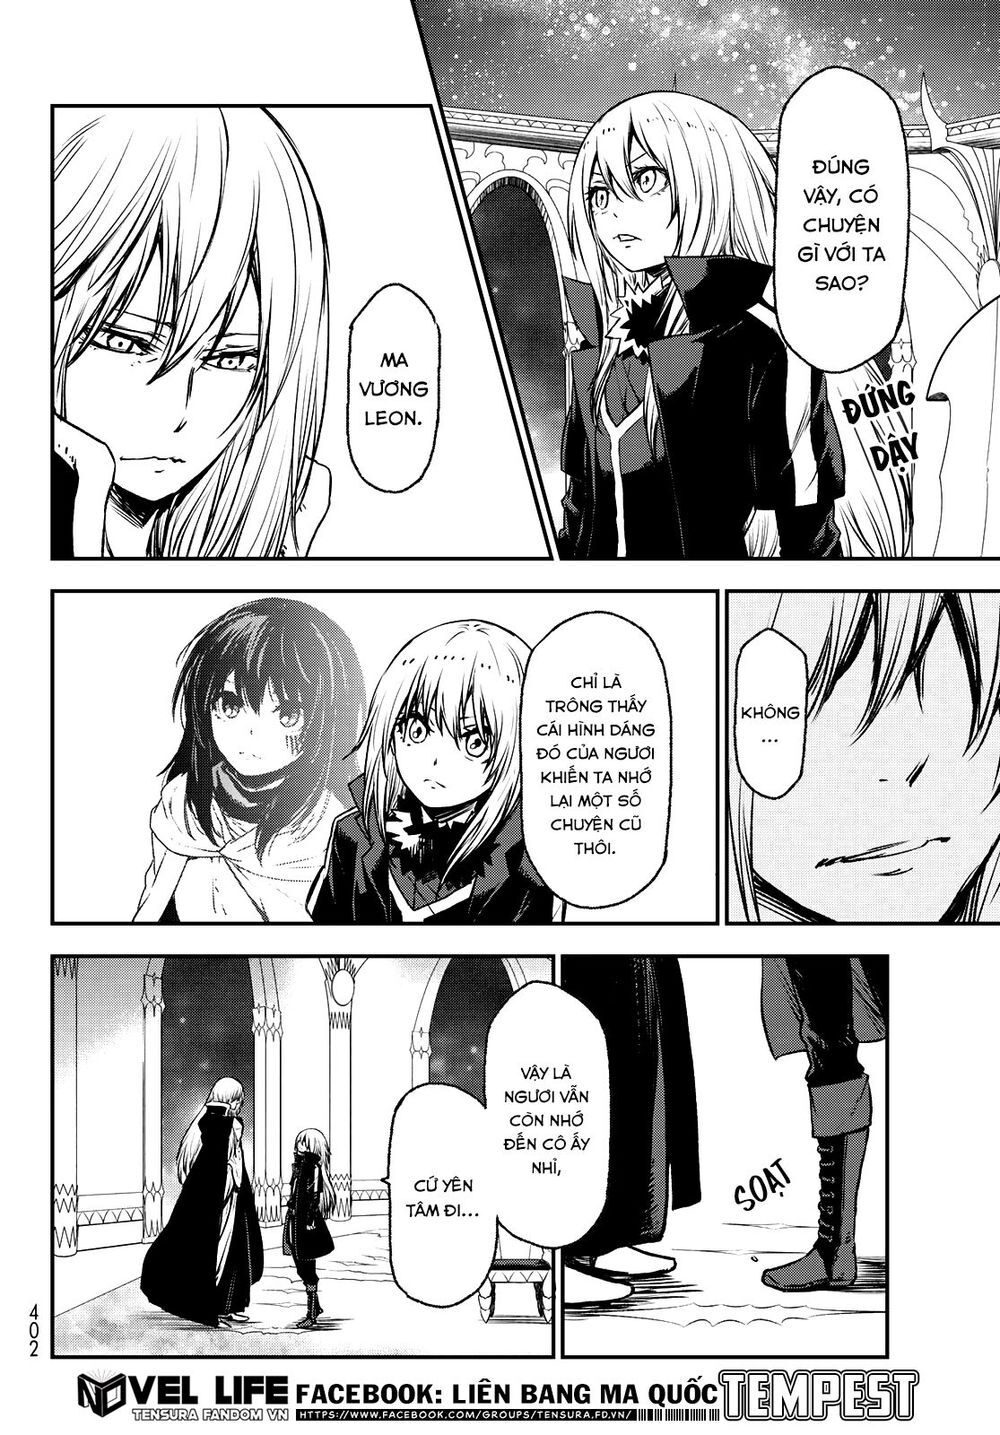 MA
VƯƠNG
LEON.
ĐÚNG
VẬY, CÓ
CHUYỆN
GÌ VỚI TA
SAO?
ĐỨNG
DẬY
CHỈ LÀ
TRÔNG THẤY
CÁI HÌNH DÁNG
ĐÓ CỦA NGƯƠI
KHIẾN TA NHỚ
LẠI MỘT SỐ
CHUYỆN CŨ
THÔI.
KHÔNG
...
VẬY LÀ
NGƯƠI VẪN
CÒN NHỚ
ĐẾN CÔ ẤY
NHỈ,
CỨ YÊN
TÂM ĐI...
SOẠT
402
NOVEL LIFE
TENSURA FANDOM VN
FACEBOOK: LIÊN BANG MA QUỐC
HTTPS://WWW.FACEBOOK.COM/GROUPS/TENSURA.FD.VN/
TEMPEST